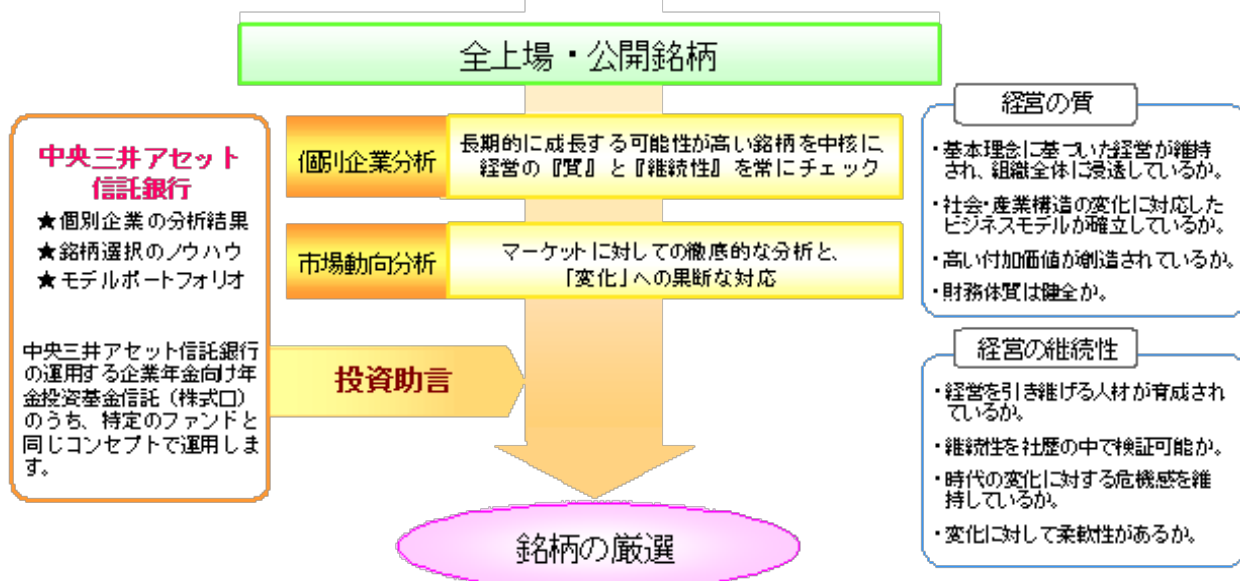 全上場・公開銘柄
中央三井アセット
信託銀行
★個別企業の分析結果
★銘柄選択のノウハウ
★モデルポートフォリオ
中央三井アセット信託銀行
の運用する企業年金向け年
金投資基金信託（株式口）
のうち、特定のファンドと
同じコンセプトで運用しま
す。
個別企業分析
長期的に成長する可能性が高い銘柄を中核に
経営の『質』と『継続性』を常にチェック
市場動向分析
マーケットに対しての徹底的な分析と、
「変化」への果断な対応
投資助言
銘柄の厳選
経営の質
・基本理念に基づいた経営が維持
され、組織全体に浸透しているか。
・社会・産業構造の変化に対応した
ビジネスモデルが確立しているか。
・高い付加価値が創造されているか。
・財務体質は健全か。
経営の継続性
・経営を引き継げる人材が育成され
ているか。
・継続性を社歴の中で検証可能か。
・時代の変化に対する危機感を維
持しているか。
・変化に対して柔軟性があるか。